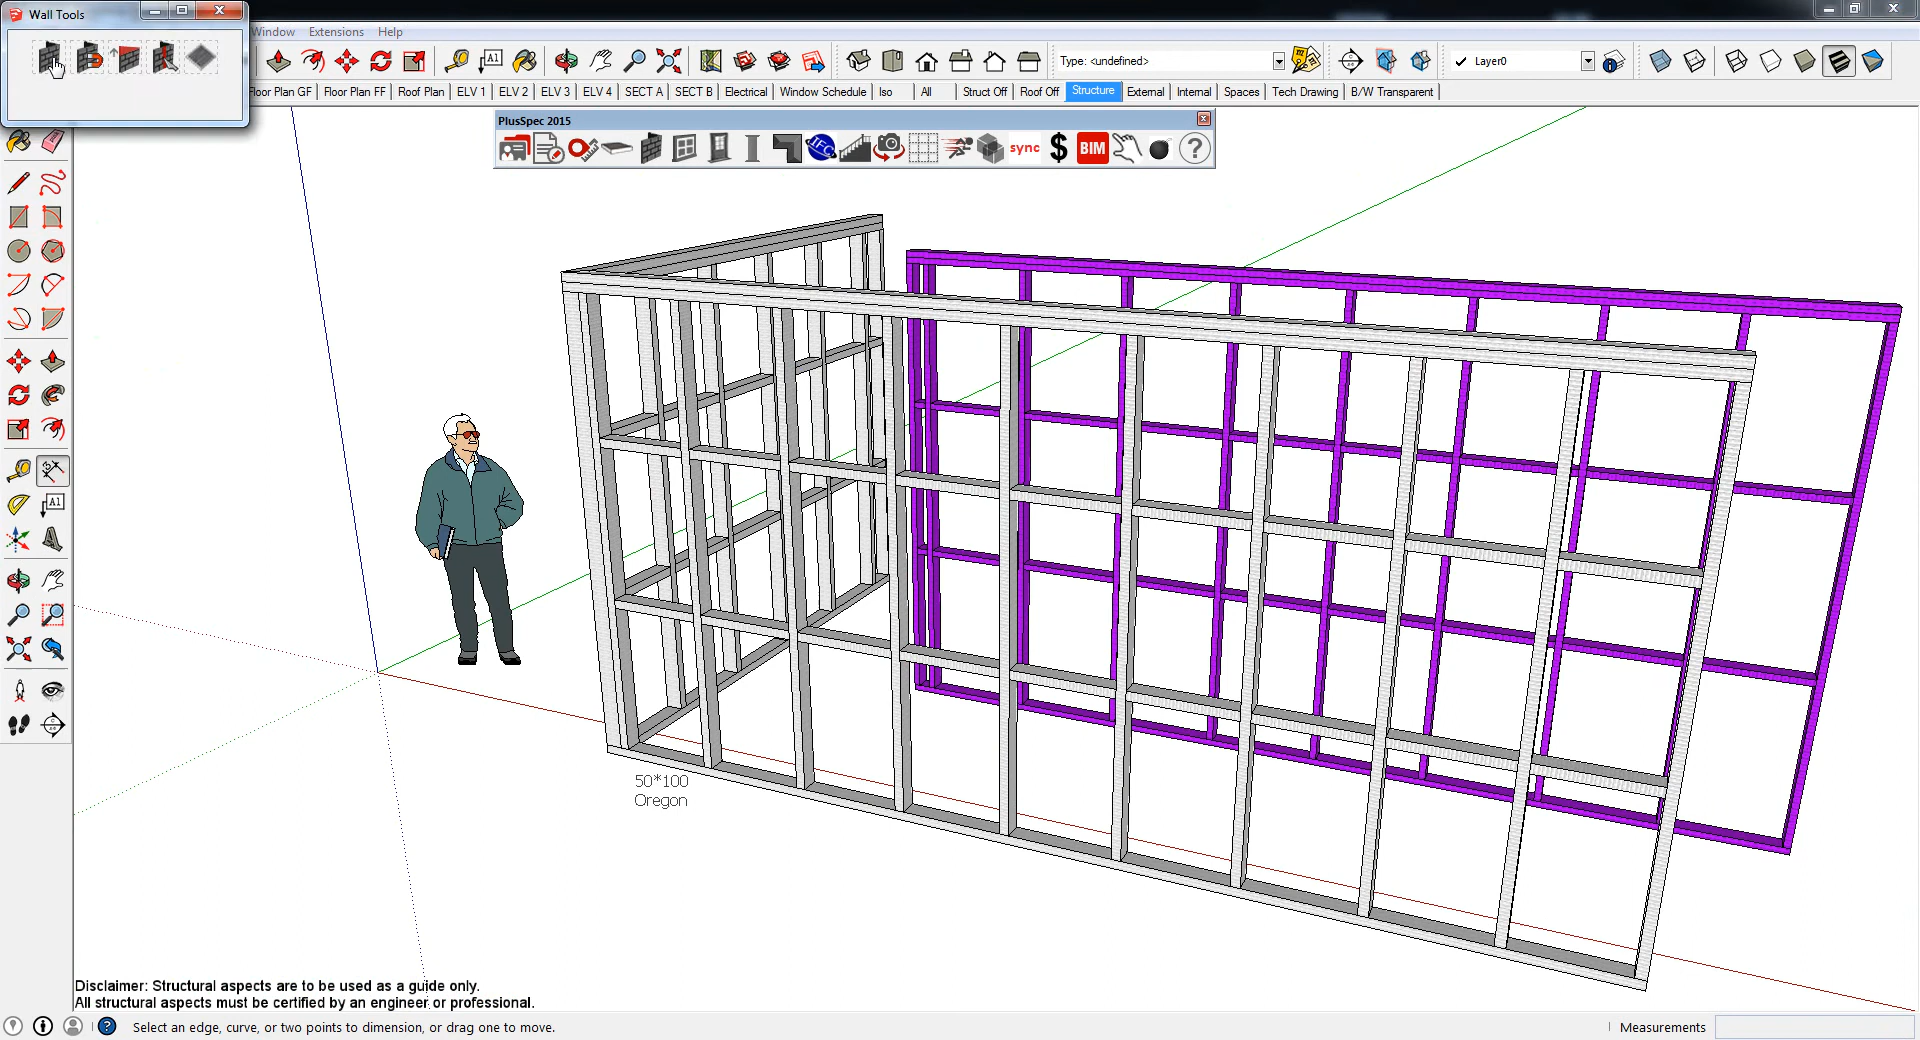 Wall Tools
Window Extensions Help
A1
Type: <undefined>
Layer0
Floor Plan GF Floor Plan FF Roof Plan ELV 1 ELV 2 ELV 3 ELV 4 SECT A SECT B Electrical Window Schedule Iso All Struct Off Roof Off Structure External Internal Spaces Tech Drawing B/W Transparent
PlusSpec 2015
IFC sync $ BIM ?
A1
50*100
Oregon
Disclaimer: Structural aspects are to be used as a guide only.
All structural aspects must be certified by an engineer or professional.
Select an edge, curve, or two points to dimension, or drag one to move.
Measurements